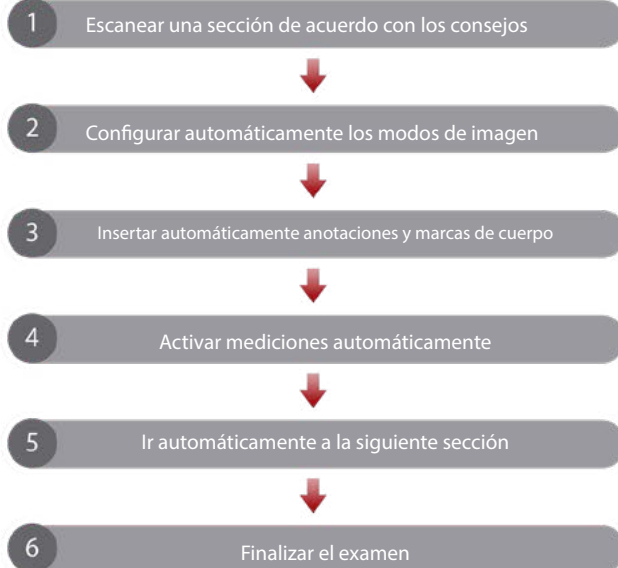 1 Escanear una sección de acuerdo con los consejos
2 Configurar automáticamente los modos de imagen
3 Insertar automáticamente anotaciones y marcas de cuerpo
4 Activar mediciones automáticamente
5 Ir automáticamente a la siguiente sección
6 Finalizar el examen